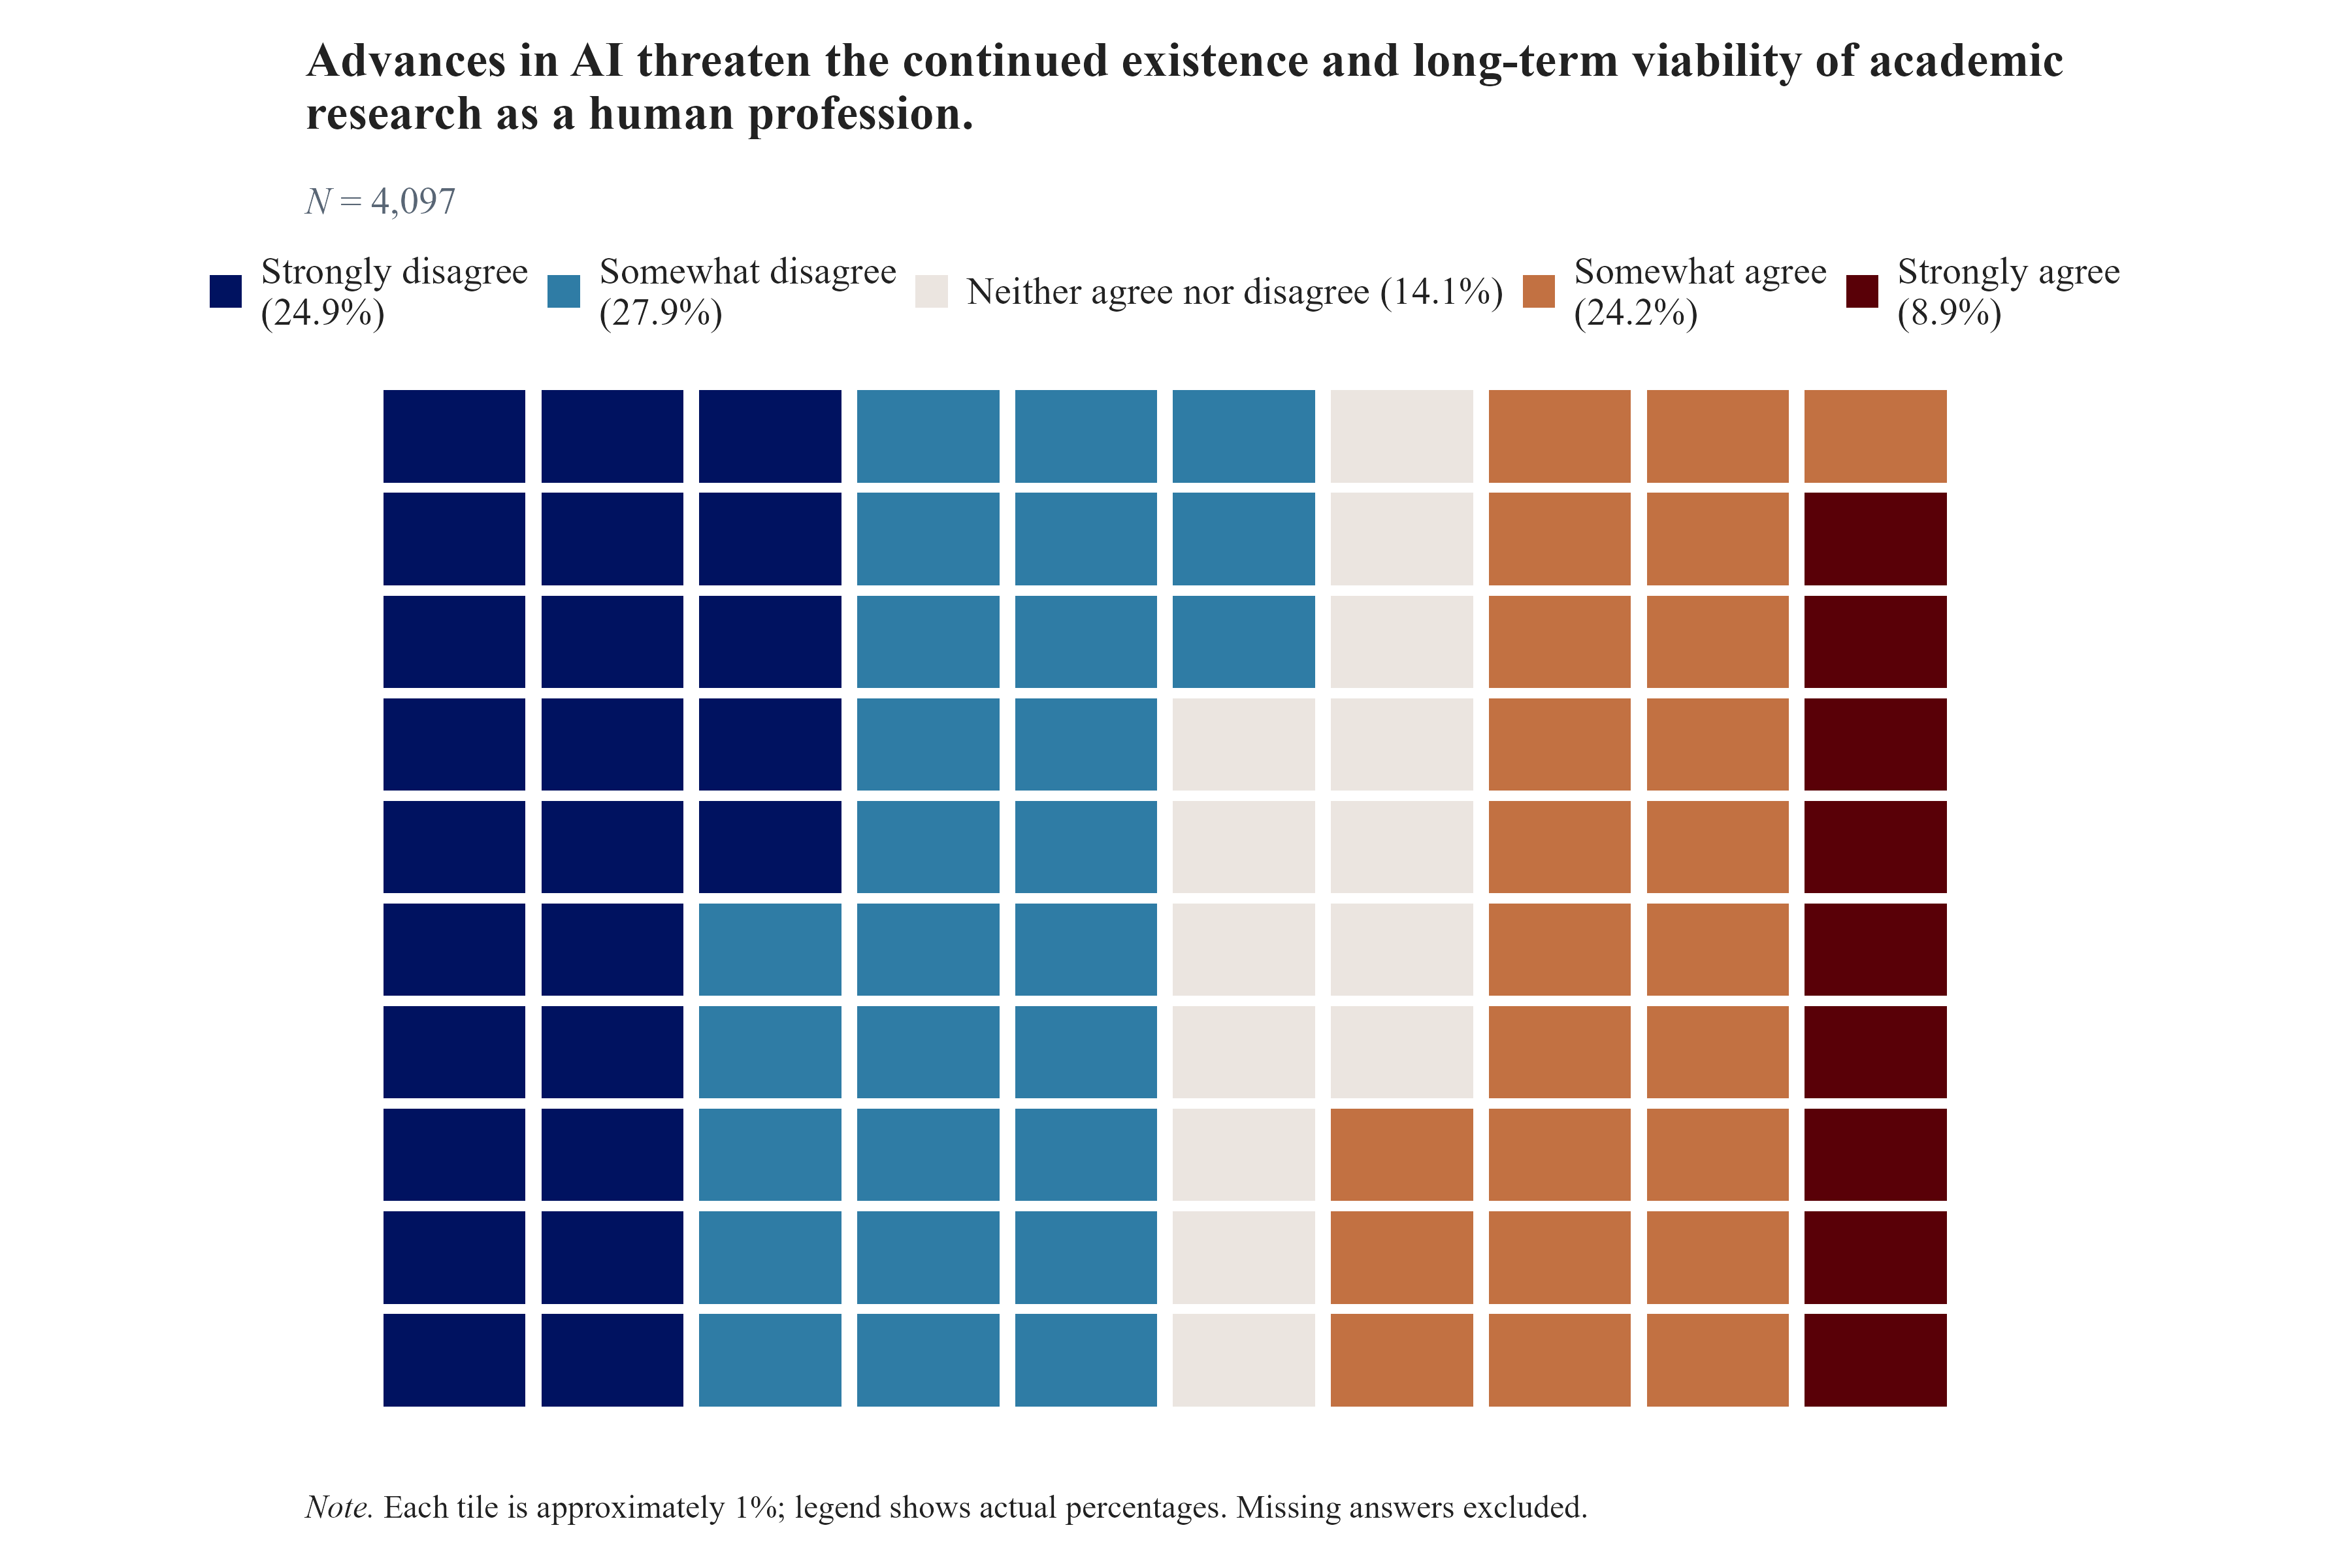 Advances in AI threaten the continued existence and long-term viability of academic
research as a human profession.
N = 4,097
Strongly disagree
(24.9%)
Somewhat disagree
(27.9%)
Neither agree nor disagree (14.1%)
Somewhat agree
(24.2%)
Strongly agree
(8.9%)
Note. Each tile is approximately 1%; legend shows actual percentages. Missing answers excluded.